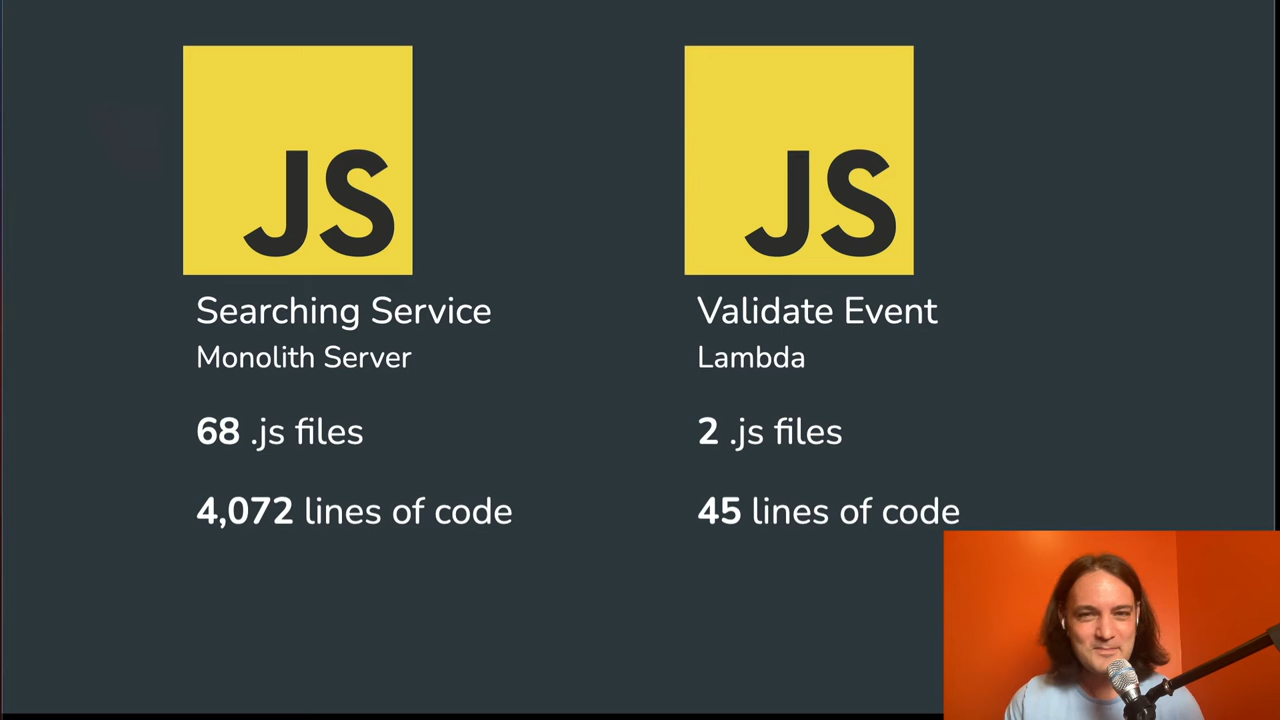 JS
Searching Service
Monolith Server
68 .js files
4,072 lines of code
JS
Validate Event
Lambda
2 .js files
45 lines of code